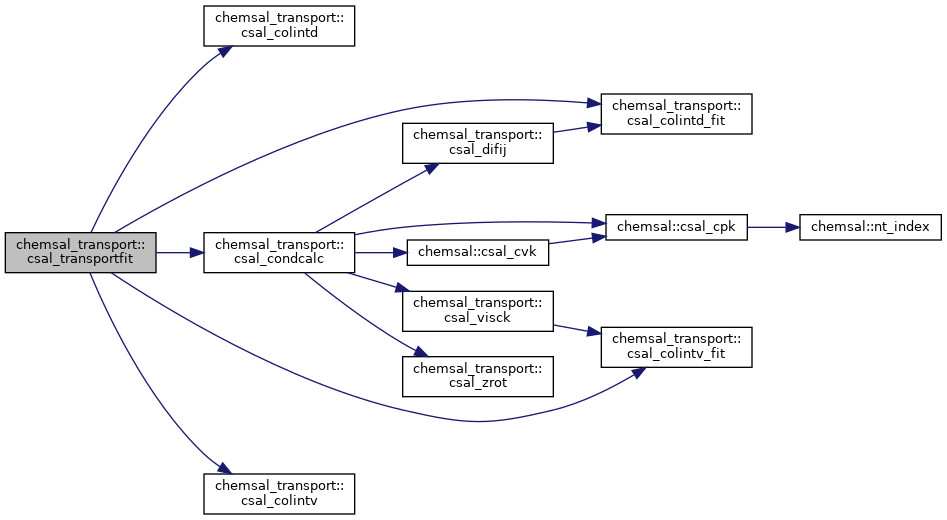 chemsal_transport::
csal_colintd
chemsal_transport::
csal_colintd_fit
chemsal_transport::
csal_difij
chemsal::csal_cpk
chemsal::nt_index
chemsal_transport::
csal_transportfit
chemsal_transport::
csal_condcalc
chemsal::csal_cvk
chemsal_transport::
csal_visck
chemsal_transport::
csal_colintv_fit
chemsal_transport::
csal_zrot
chemsal_transport::
csal_colintv